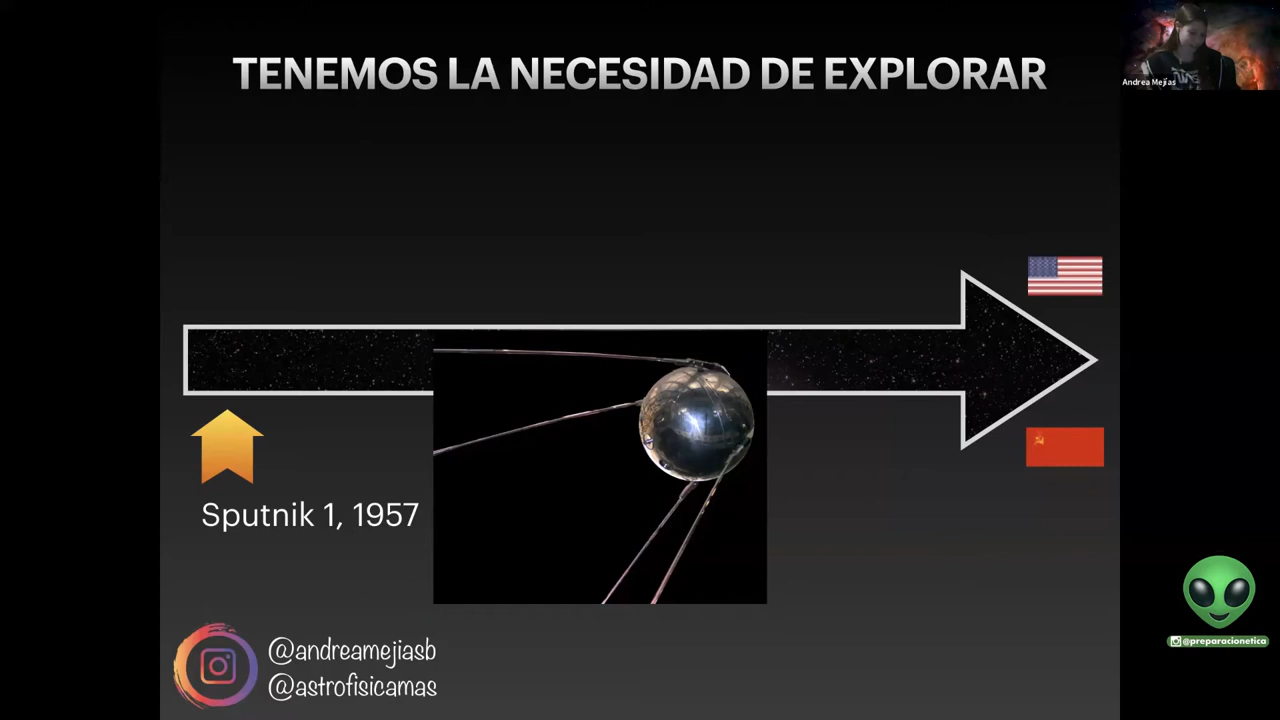 TENEMOS LA NECESIDAD DE EXPLORAR
Andrea Mejías
Sputnik 1, 1957
@andreamejiasb
@astrofisicamas
@preparacionetica